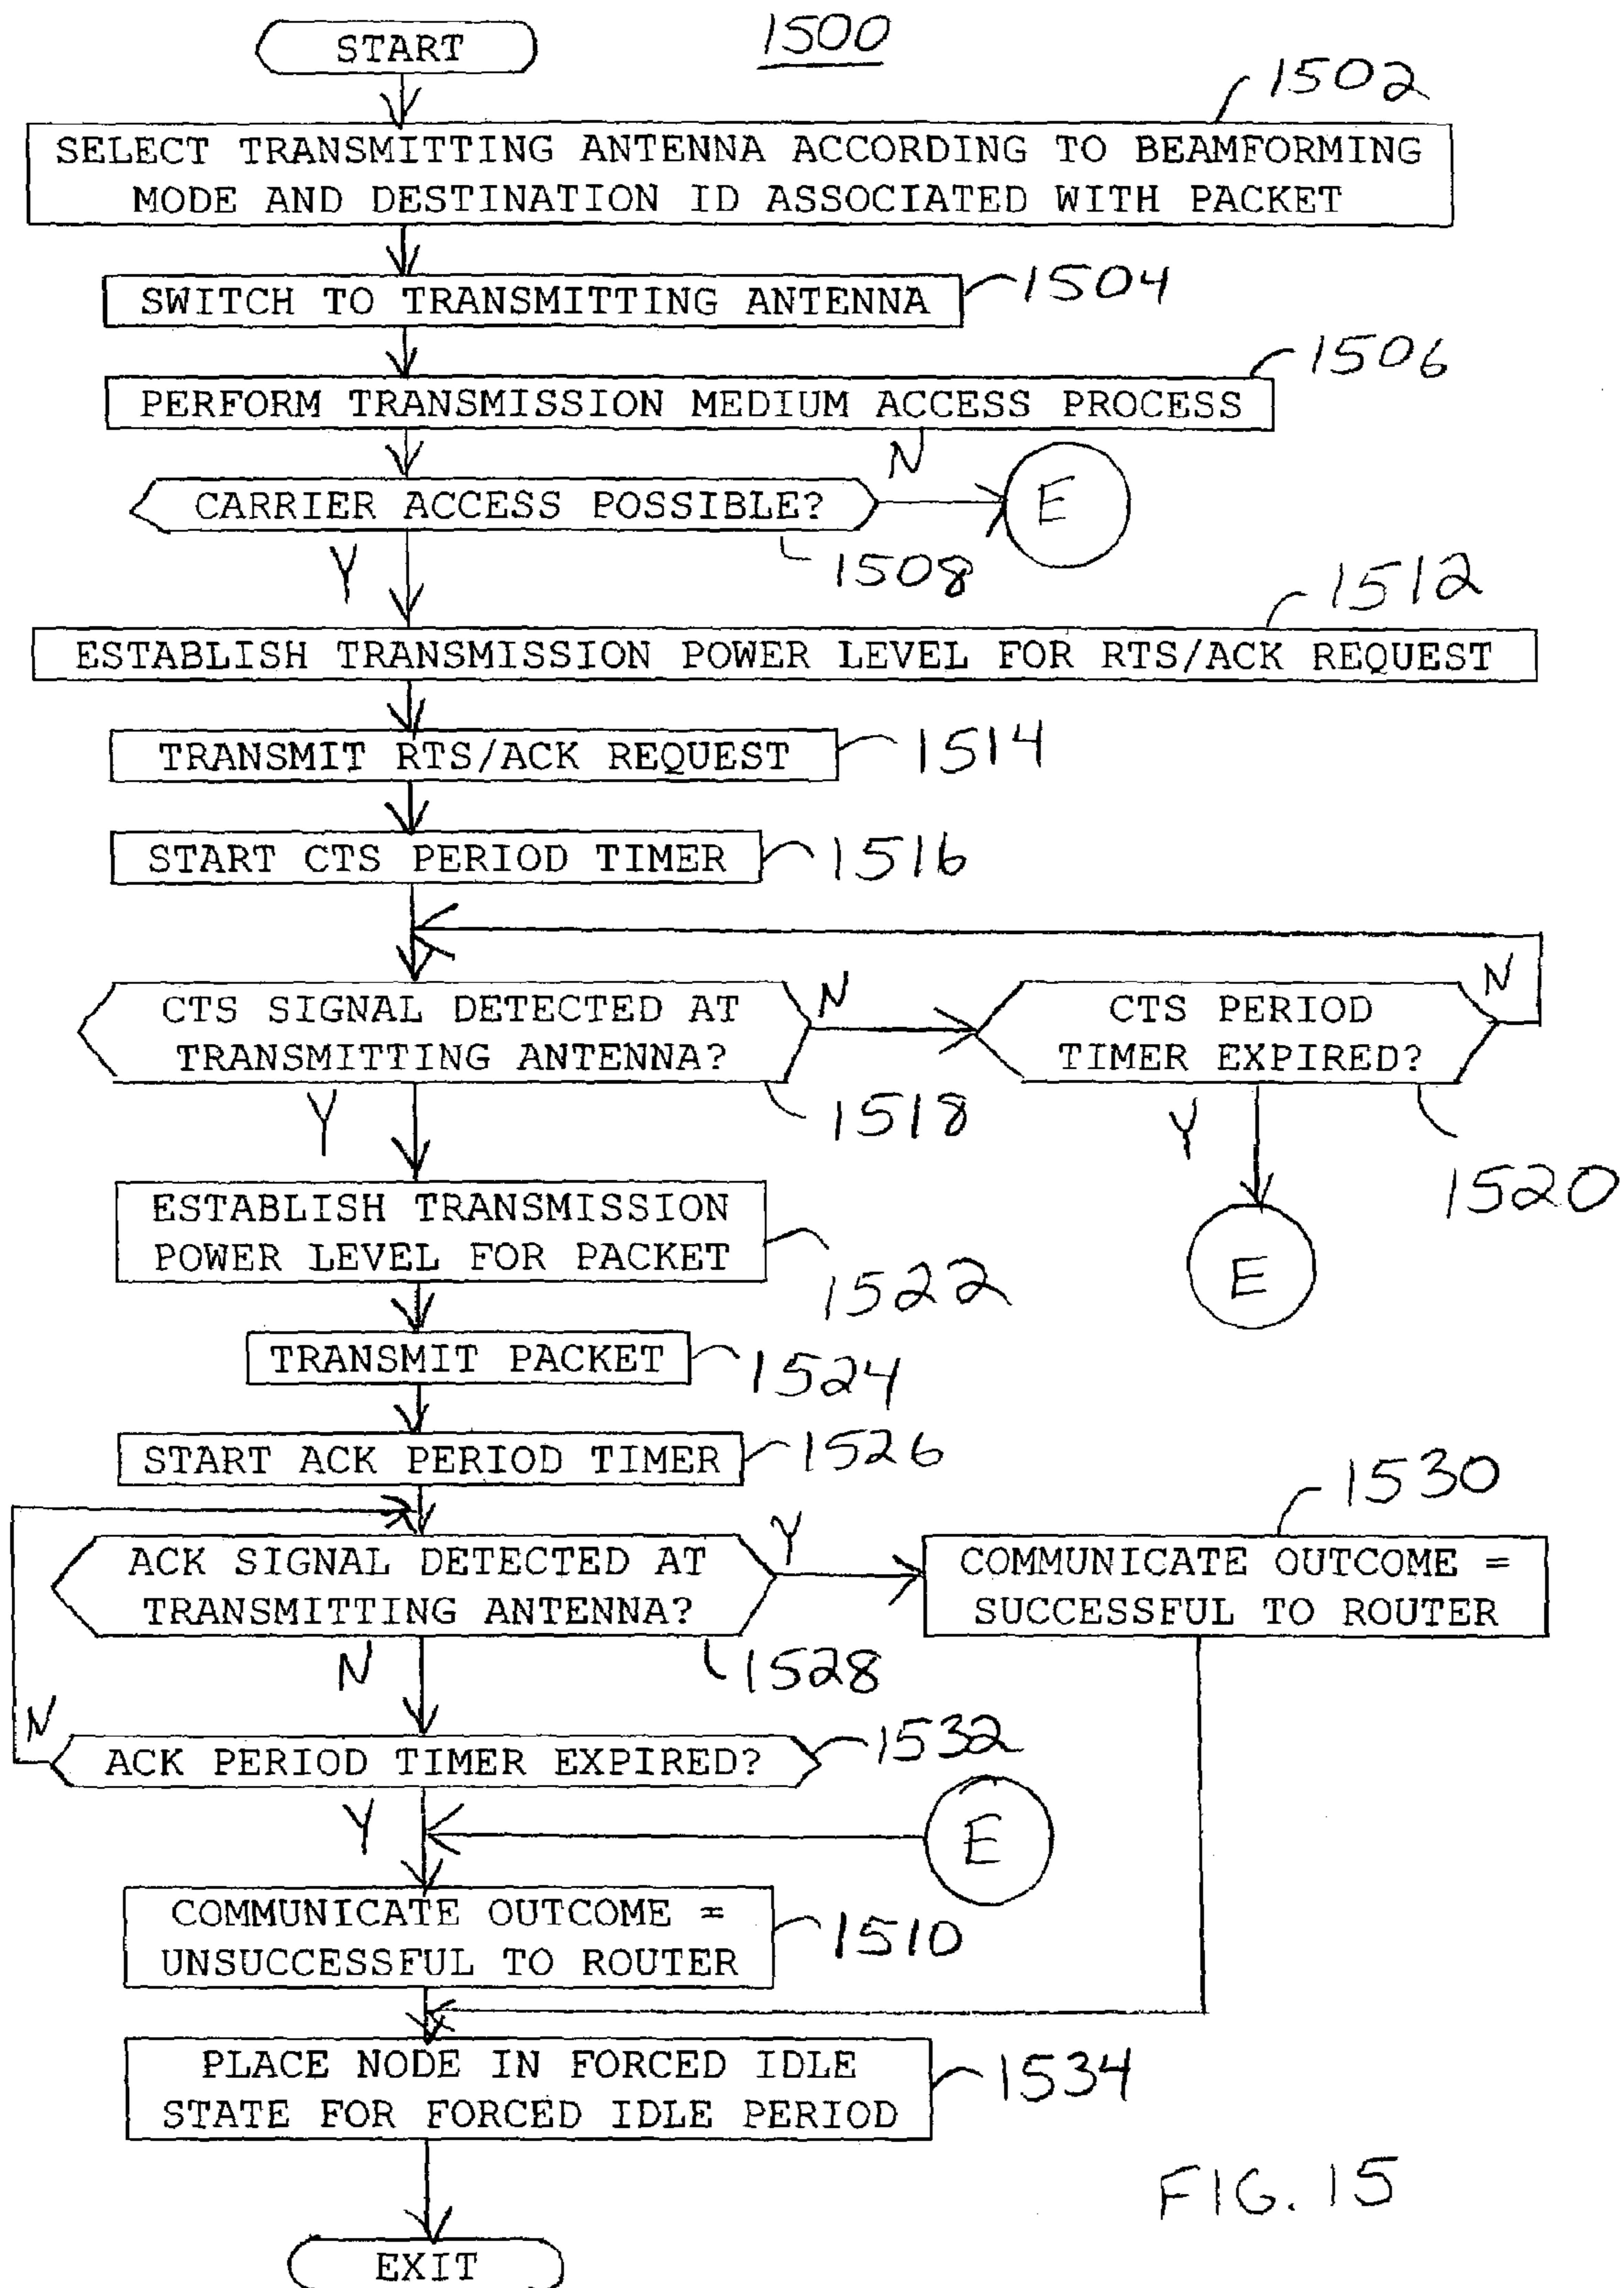 START
1500
1502
SELECT TRANSMITTING ANTENNA ACCORDING TO BEAMFORMING
MODE AND DESTINATION ID ASSOCIATED WITH PACKET
SWITCH TO TRANSMITTING ANTENNA
1504
1506
PERFORM TRANSMISSION MEDIUM ACCESS PROCESS
N
CARRIER ACCESS POSSIBLE?
E
Y
1508
1512
ESTABLISH TRANSMISSION POWER LEVEL FOR RTS/ACK REQUEST
TRANSMIT RTS/ACK REQUEST
1514
START CTS PERIOD TIMER
1516
CTS SIGNAL DETECTED AT
TRANSMITTING ANTENNA?
N
CTS PERIOD
TIMER EXPIRED?
N
Y
1518
Y
1520
E
ESTABLISH TRANSMISSION
POWER LEVEL FOR PACKET
1522
TRANSMIT PACKET
1524
START ACK PERIOD TIMER
1526
1530
ACK SIGNAL DETECTED AT
TRANSMITTING ANTENNA?
Y
COMMUNICATE OUTCOME =
SUCCESSFUL TO ROUTER
N
1528
N
ACK PERIOD TIMER EXPIRED?
1532
Y
E
COMMUNICATE OUTCOME =
UNSUCCESSFUL TO ROUTER
1510
PLACE NODE IN FORCED IDLE
STATE FOR FORCED IDLE PERIOD
1534
FIG. 15
EXIT